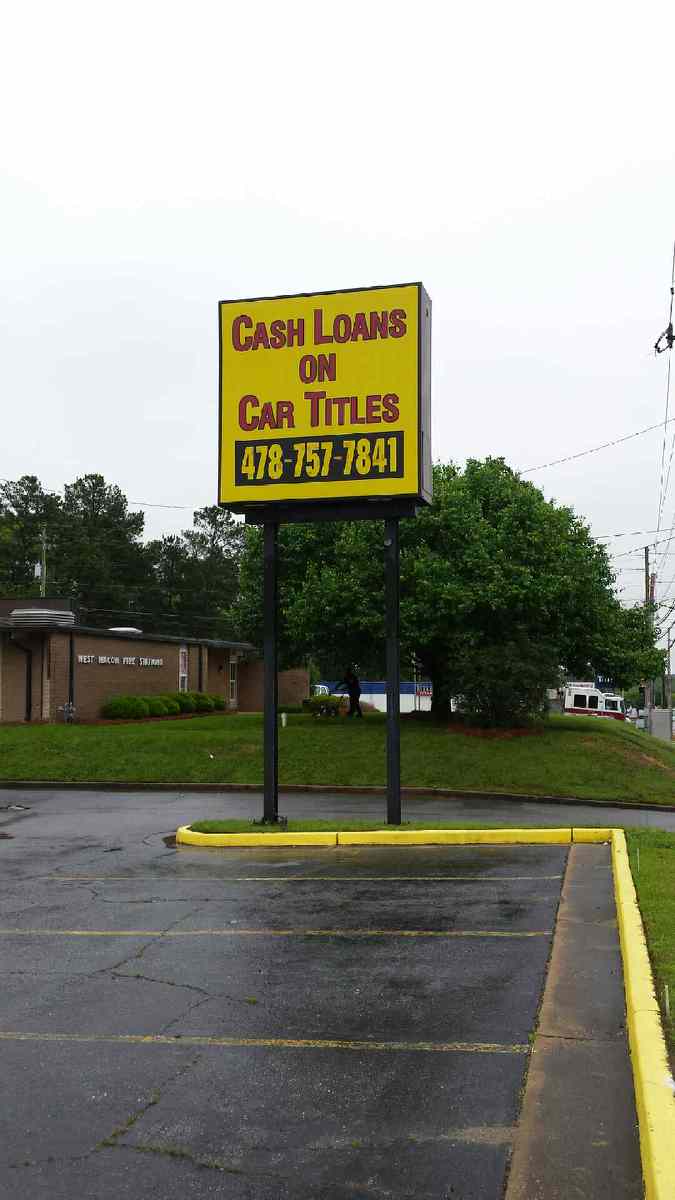 CASH LOANS
ON
CAR TITLES
478-757-7841
WEST MACON FIRE STATION